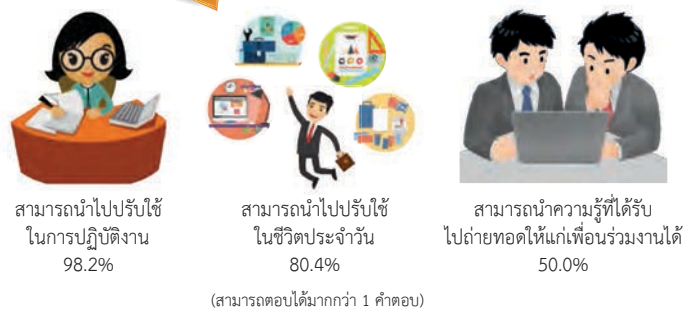 สามารถนำไปปรับใช้
ในการปฏิบัติงาน
98.2%
สามารถนำไปปรับใช้
ในชีวิตประจำวัน
80.4%
สามารถนำความรู้ที่ได้รับ
ไปถ่ายทอดให้แก่เพื่อนร่วมงานได้
50.0%
(สามารถตอบได้มากกว่า 1 คำตอบ)